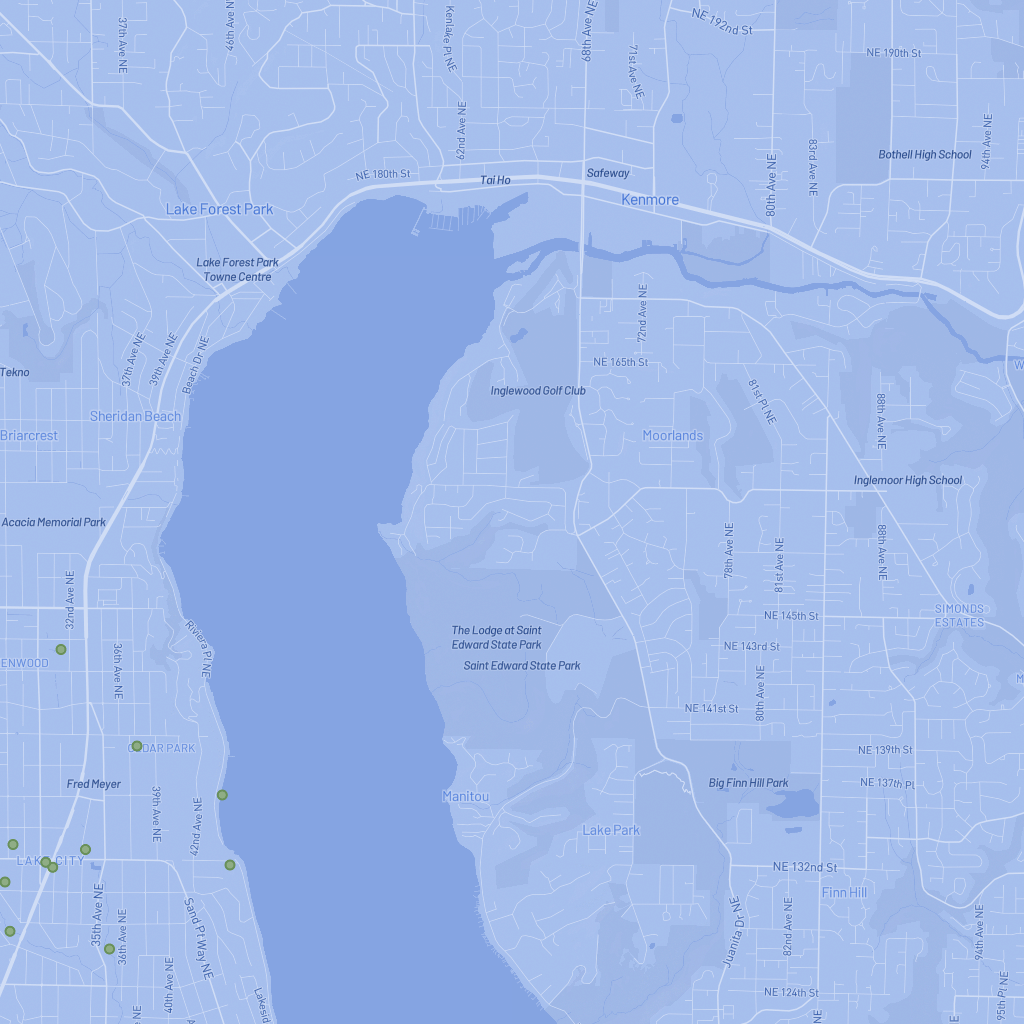 37th Ave NE
46th Ave N
Kenlake Pl NE
68th Ave NE
NE 192nd St
71st Ave NE
NE 190th St
62nd Ave NE
83rd Ave NE
94th Ave NE
Bothell High School
NE 180th St
Tai Ho
Safeway
Kenmore
80th Ave NE
Lake Forest Park
Lake Forest Park
Towne Centre
72nd Ave NE
37th Ave NE
39th Ave NE
Beach Dr NE
Tekno
NE 165th St
W
Inglewood Golf Club
81st Pl NE
88th Ave NE
Sheridan Beach
Briarcrest
Moorlands
Inglemoor High School
Acacia Memorial Park
78th Ave NE
81st Ave NE
88th Ave NE
32nd Ave NE
NE 145th St
SIMONDS
ESTATES
The Lodge at Saint
Edward State Park
Riviera Pl NE
36th Ave NE
NE 143rd St
ENWOOD
Saint Edward State Park
80th Ave NE
M
NE 141st St
CEDAR PARK
NE 139th St
Fred Meyer
Big Finn Hill Park
NE 137th Pl
Manitou
39th Ave NE
42nd Ave NE
Lake Park
LAKE CITY
NE 132nd St
Finn Hill
35th Ave NE
36th Ave NE
Sand Pt Way NE
Juanita Dr NE
82nd Ave NE
94th Ave NE
40th Ave NE
NE 124th St
95th Pl NE
Lakesid
NE
NE
E